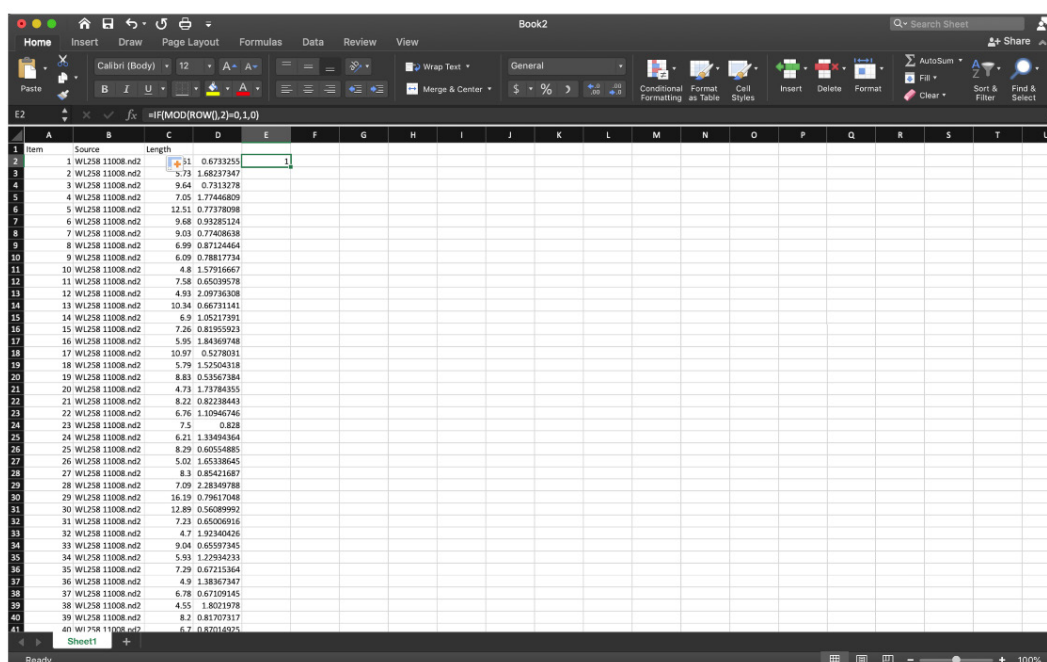 Book2
Search Sheet
Home Insert Draw Page Layout Formulas Data Review View
Share
Calibri (Body) 12 A A Wrap Text General AutoSum
Fill
Paste B I U A Merge & Center $ % Conditional Formatting Format as Table Cell Styles Insert Delete Format Clear Sort & Filter Find & Select
E2 fx =IF(MOD(ROW(),2)=0,1,0)
A B C D E F G H I J K L M N O P Q R S T U
1 Item Source Length
2 1 WL258 11008.nd2 51 0.6733255 1
3 2 WL258 11008.nd2 5.73 1.68237347
4 3 WL258 11008.nd2 9.64 0.7313278
5 4 WL258 11008.nd2 7.05 1.77446809
6 5 WL258 11008.nd2 12.51 0.77378098
7 6 WL258 11008.nd2 9.68 0.93285124
8 7 WL258 11008.nd2 9.03 0.77408638
9 8 WL258 11008.nd2 6.99 0.87124464
10 9 WL258 11008.nd2 6.09 0.78817734
11 10 WL258 11008.nd2 4.8 1.57916667
12 11 WL258 11008.nd2 7.58 0.65039578
13 12 WL258 11008.nd2 4.93 2.09736308
14 13 WL258 11008.nd2 10.34 0.66731141
15 14 WL258 11008.nd2 6.9 1.05217391
16 15 WL258 11008.nd2 7.26 0.81955923
17 16 WL258 11008.nd2 5.95 1.84369748
18 17 WL258 11008.nd2 10.97 0.5278031
19 18 WL258 11008.nd2 5.79 1.52504318
20 19 WL258 11008.nd2 8.83 0.53567384
21 20 WL258 11008.nd2 4.73 1.73784355
22 21 WL258 11008.nd2 8.22 0.82238443
23 22 WL258 11008.nd2 6.76 1.10946746
24 23 WL258 11008.nd2 7.5 0.828
25 24 WL258 11008.nd2 6.21 1.33494364
26 25 WL258 11008.nd2 8.29 0.60554885
27 26 WL258 11008.nd2 5.02 1.65338645
28 27 WL258 11008.nd2 8.3 0.85421687
29 28 WL258 11008.nd2 7.09 2.28349788
30 29 WL258 11008.nd2 16.19 0.79617048
31 30 WL258 11008.nd2 12.89 0.56089992
32 31 WL258 11008.nd2 7.23 0.65006916
33 32 WL258 11008.nd2 4.7 1.92340426
34 33 WL258 11008.nd2 9.04 0.65597345
35 34 WL258 11008.nd2 5.93 1.22934233
36 35 WL258 11008.nd2 7.29 0.67215364
37 36 WL258 11008.nd2 4.9 1.38367347
38 37 WL258 11008.nd2 6.78 0.67109145
39 38 WL258 11008.nd2 4.55 1.8021978
40 39 WL258 11008.nd2 8.2 0.81707317
41 40 WL258 11008.nd2 6.7 0.87014925
Sheet1 +
Ready 100%